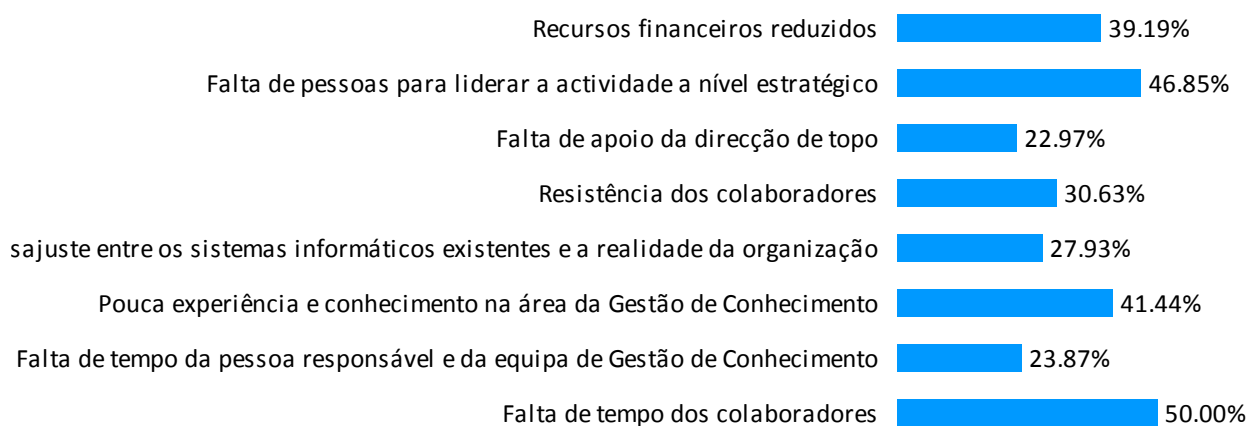 Recursos financeiros reduzidos 39.19%
Falta de pessoas para liderar a actividade a nível estratégico 46.85%
Falta de apoio da direcção de topo 22.97%
Resistência dos colaboradores 30.63%
sajuste entre os sistemas informáticos existentes e a realidade da organização 27.93%
Pouca experiência e conhecimento na área da Gestão de Conhecimento 41.44%
Falta de tempo da pessoa responsável e da equipa de Gestão de Conhecimento 23.87%
Falta de tempo dos colaboradores 50.00%